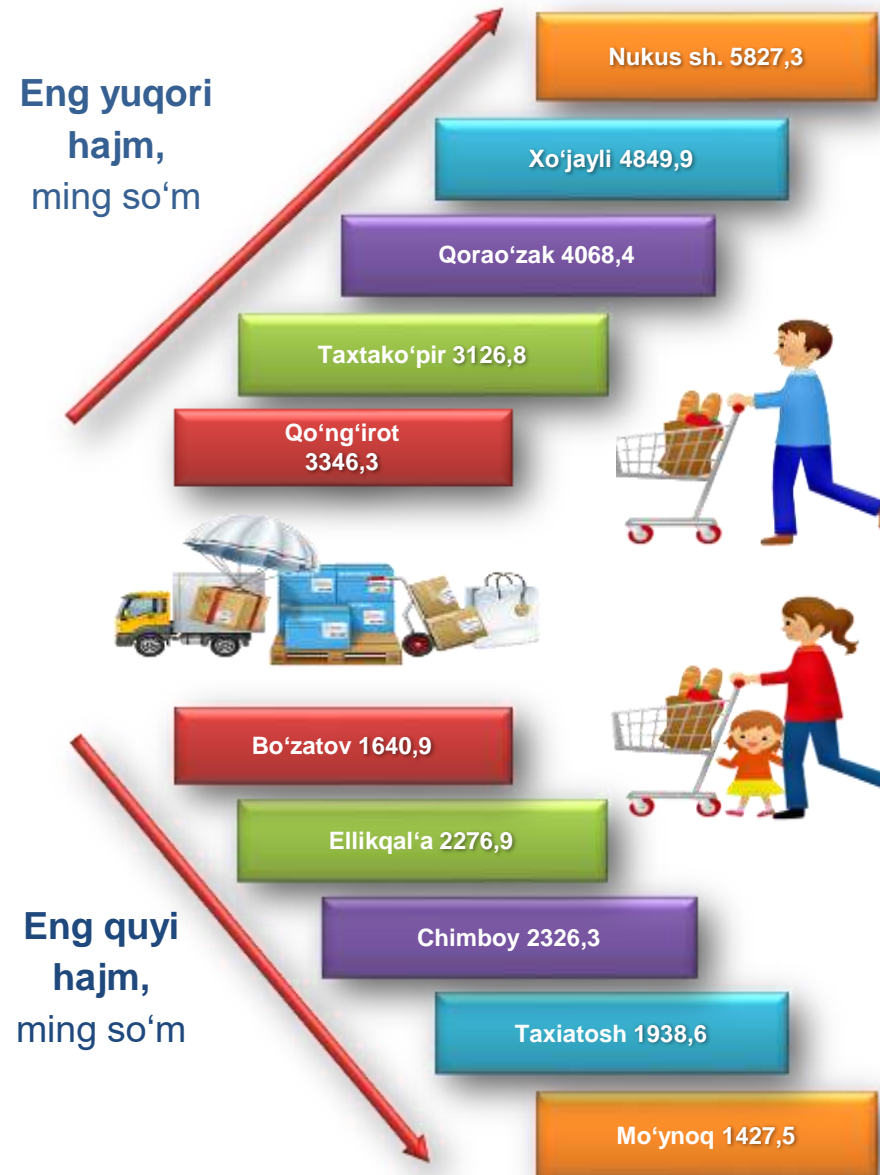 Nukus sh. 5827,3
Eng yuqori
hajm,
ming so‘m
Xo‘jayli 4849,9
Qorao‘zak 4068,4
Taxtako‘pir 3126,8
Qo‘ng‘irot
3346,3
Bo‘zatov 1640,9
Ellikqal‘a 2276,9
Chimboy 2326,3
Eng quyi
hajm,
ming so‘m
Taxiatosh 1938,6
Mo‘ynoq 1427,5